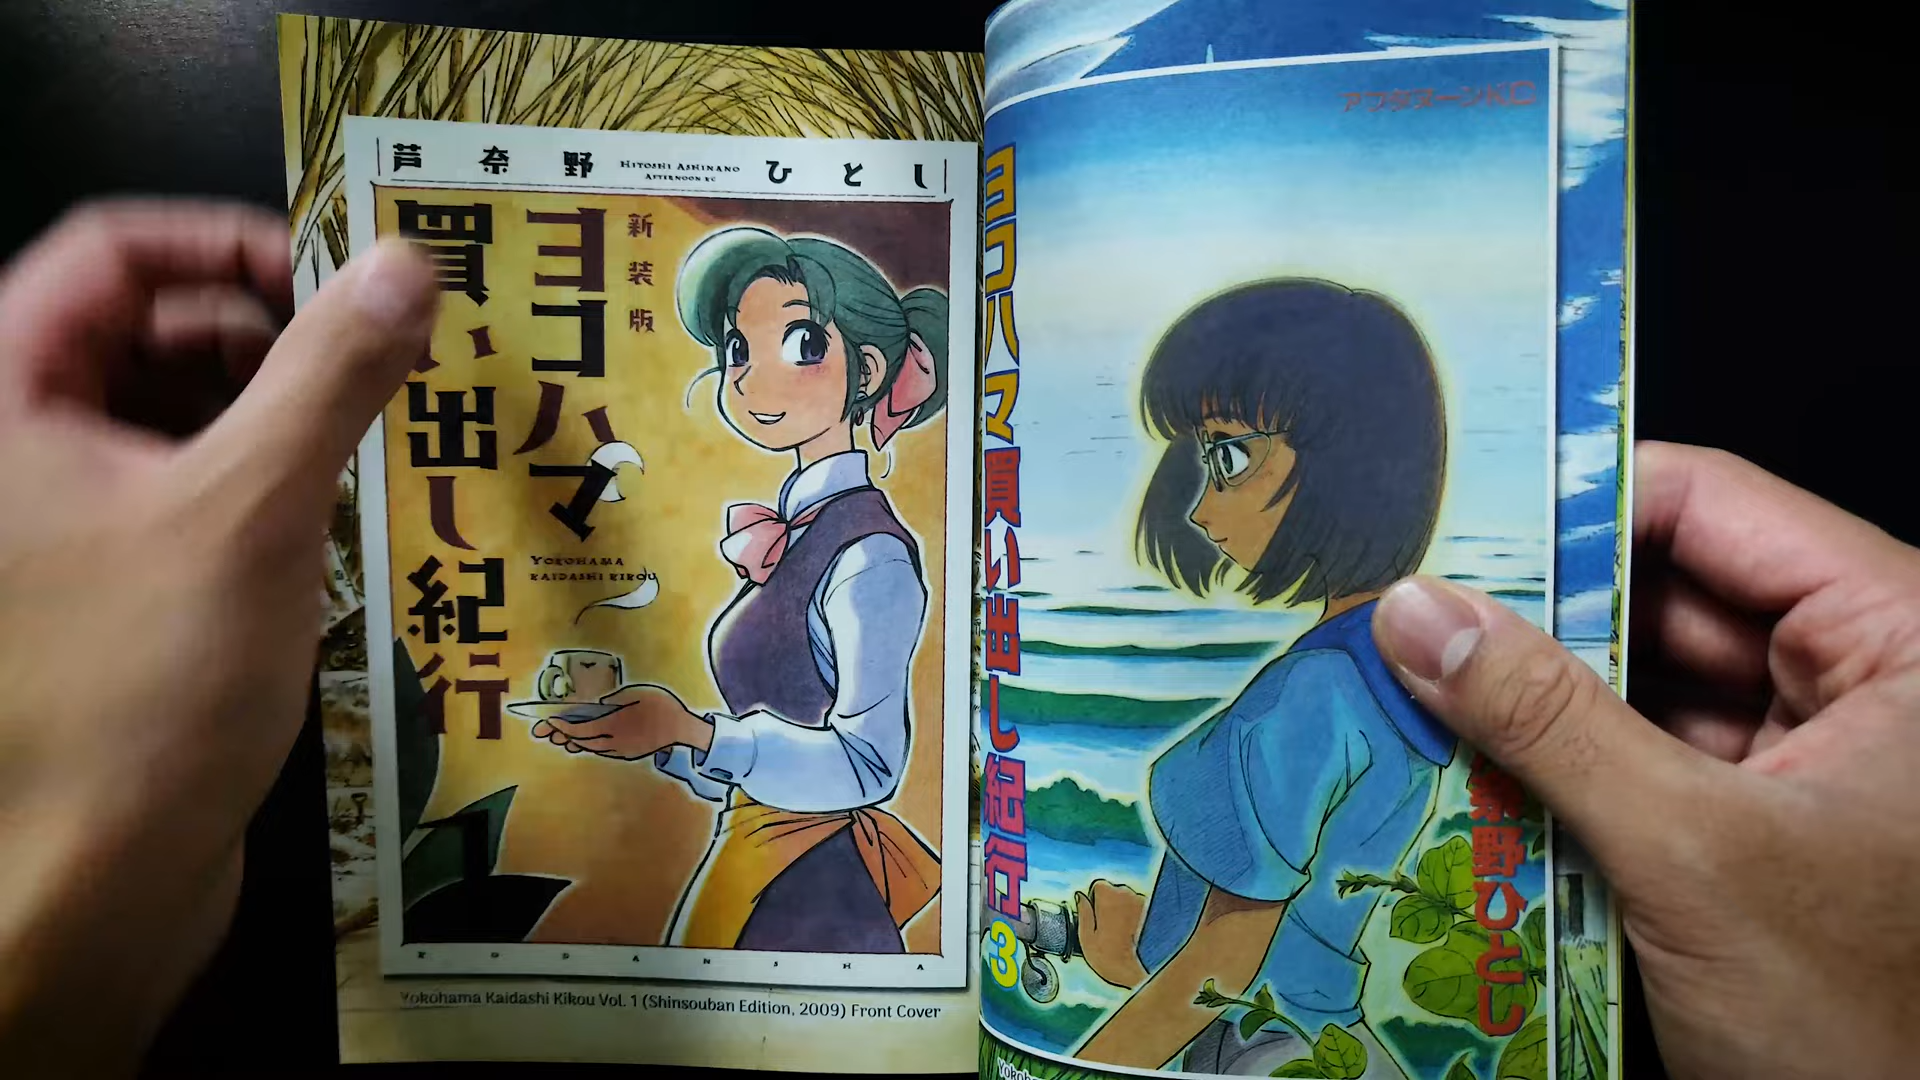 芦奈野 HITOSHI ASHINANO ひとし
AFTERNOON KC
新装版
ヨコハマ
買い出し紀行
YOKOHAMA
KAIDASHI KIKOU
KODANSHA
Yokohama Kaidashi Kikou Vol. 1 (Shinsouban Edition, 2009) Front Cover
アフタヌーンKC
ヨコハマ買い出し紀行 3
奈野ひとし